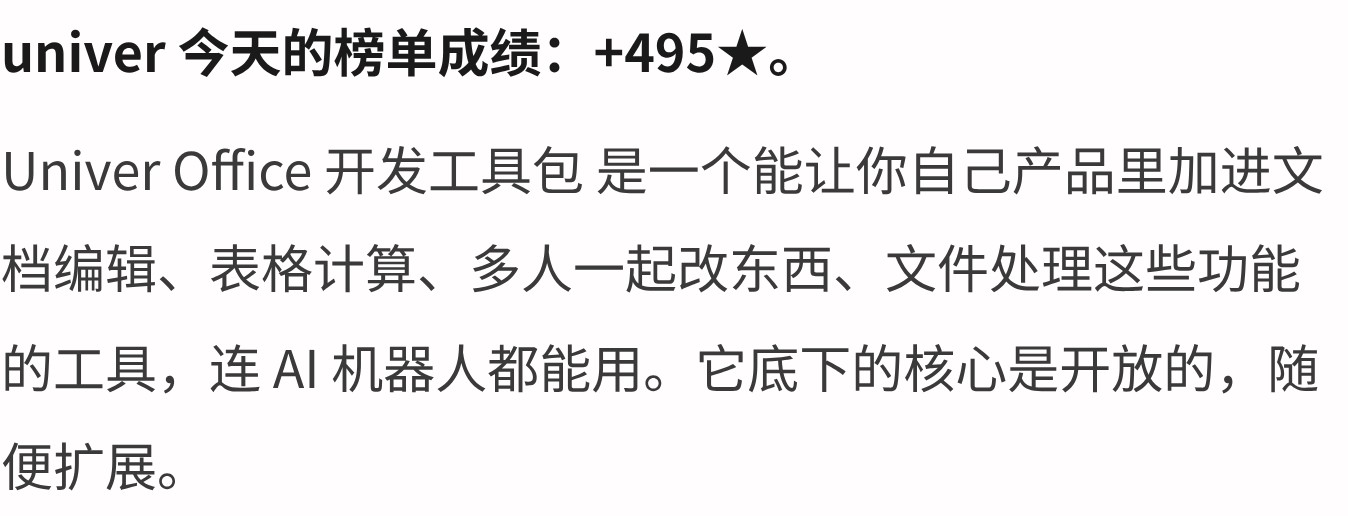 univer 今天的榜单成绩：+495★。
Univer Office 开发工具包 是一个能让你自己产品里加进文
档编辑、表格计算、多人一起改东西、文件处理这些功能
的工具，连 AI 机器人都能用。它底下的核心是开放的，随
便扩展。